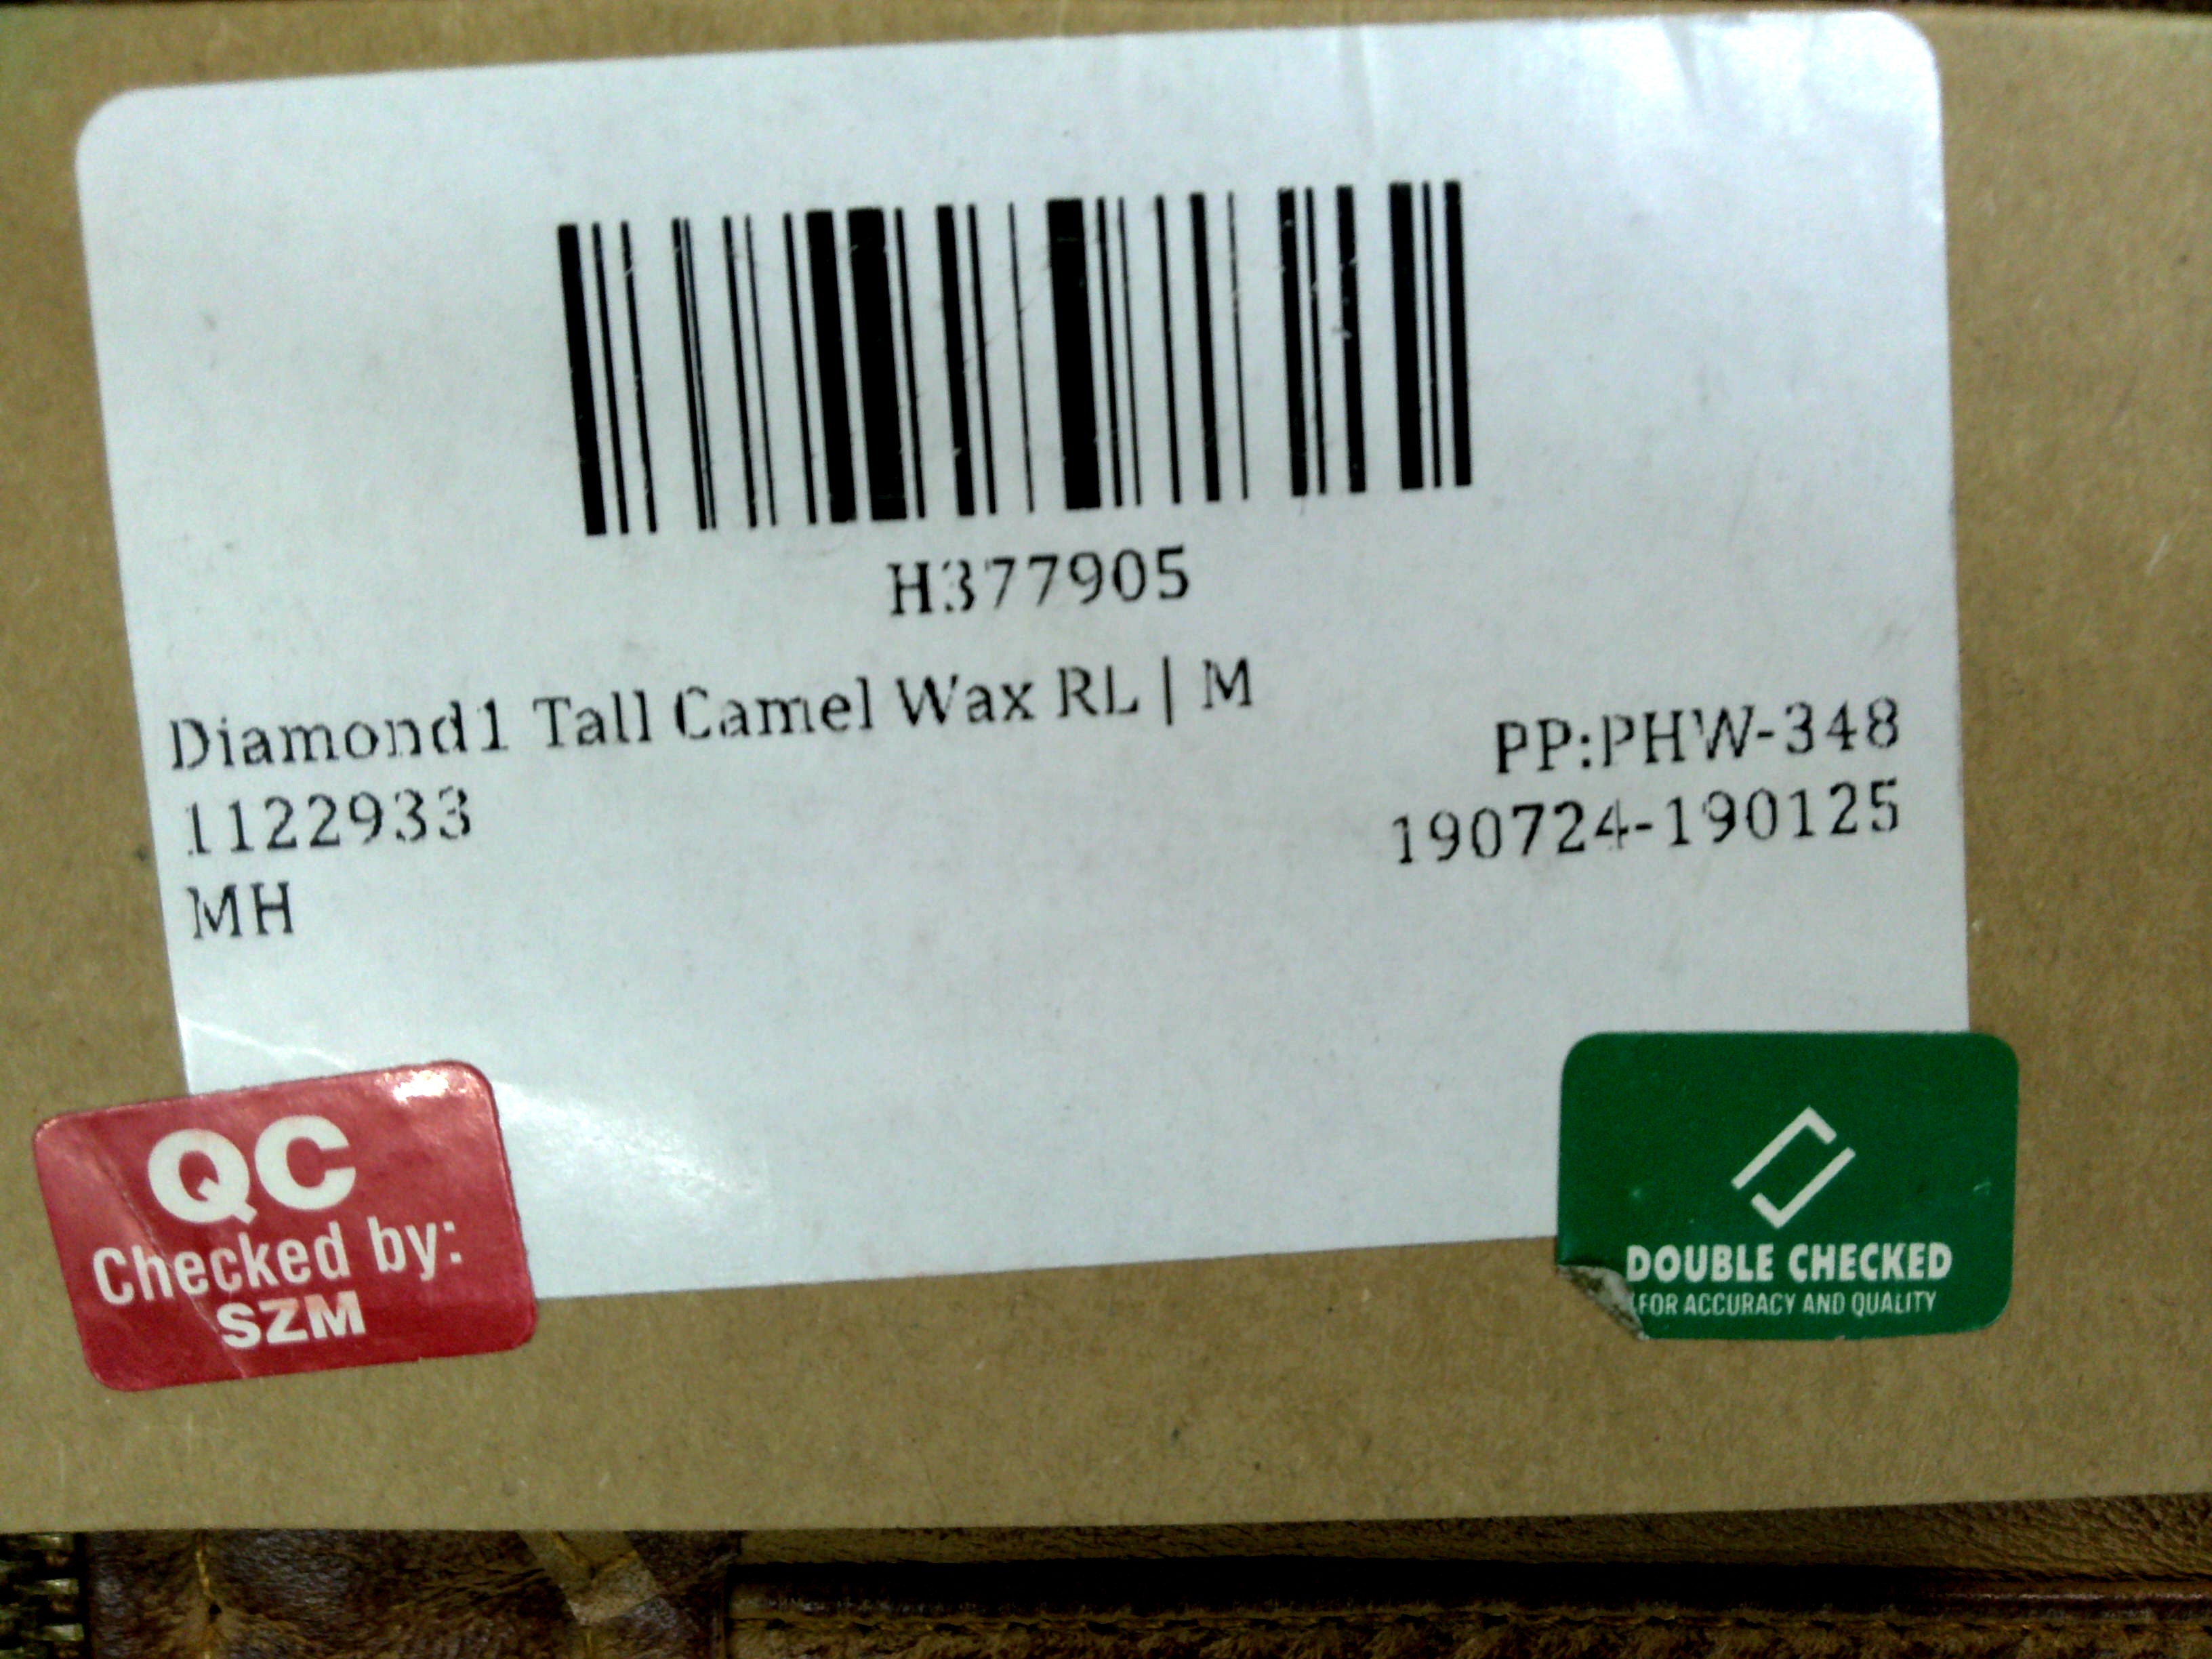 H377905
Diamond1 Tall Camel Wax RL | M
PP:PHW-348
1122933
190724-190125
MH
QC
Checked by:
SZM
DOUBLE CHECKED
FOR ACCURACY AND QUALITY